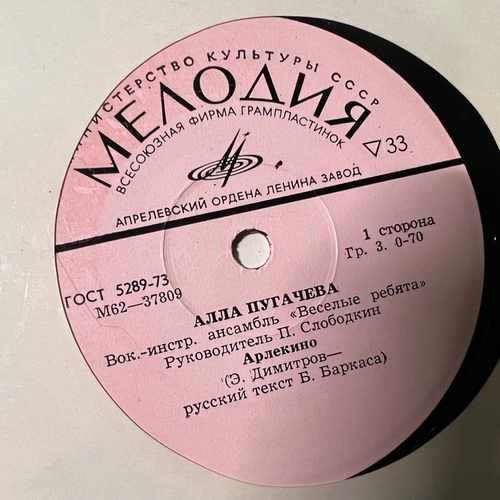 МИНИСТЕРСТВО КУЛЬТУРЫ СССР
МЕЛОДИЯ
ВСЕСОЮЗНАЯ ФИРМА ГРАМПЛАСТИНОК
33
АПРЕЛЕВСКИЙ ОРДЕНА ЛЕНИНА ЗАВОД
ГОСТ 5289-73
М62—37809
1 сторона
Гр. 3. 0-70
АЛЛА ПУГАЧЕВА
Вок.-инстр. ансамбль «Веселые ребята»
Руководитель П. Слободкин
Арлекино
(Э. Димитров—
русский текст Б. Баркаса)